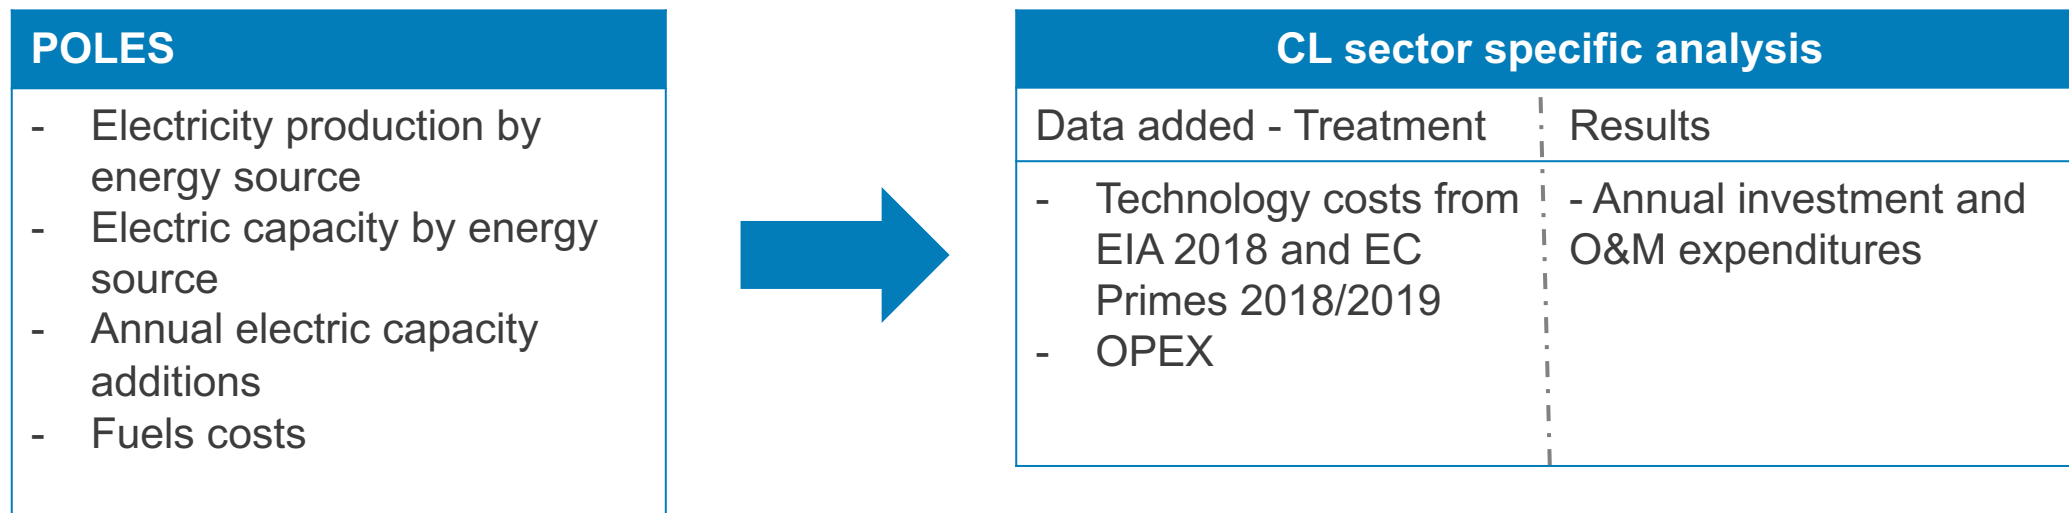 POLES
- Electricity production by
energy source
- Electric capacity by energy
source
- Annual electric capacity
additions
- Fuels costs
CL sector specific analysis
Data added - Treatment
Results
- Technology costs from
EIA 2018 and EC
Primes 2018/2019
- OPEX
- Annual investment and
O&M expenditures